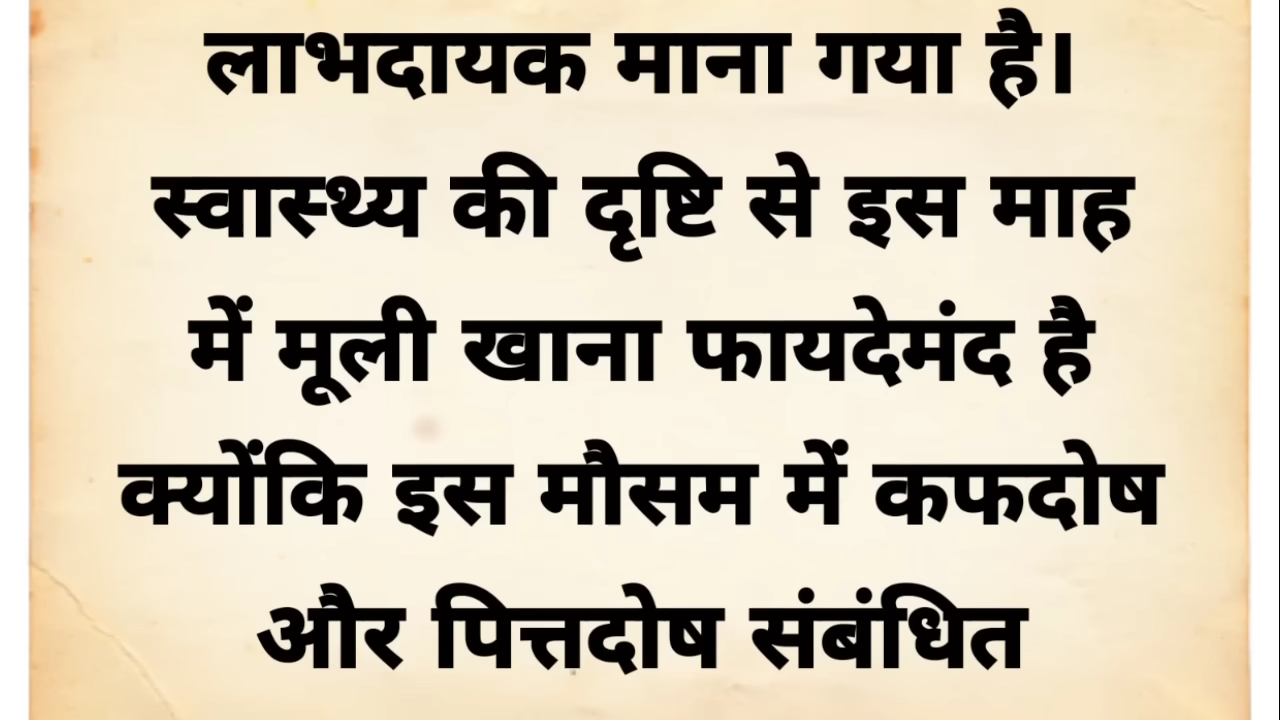 लाभदायक माना गया है।
स्वास्थ्य की दृष्टि से इस माह
में मूली खाना फायदेमंद है
क्योंकि इस मौसम में कफदोष
और पित्तदोष संबंधित